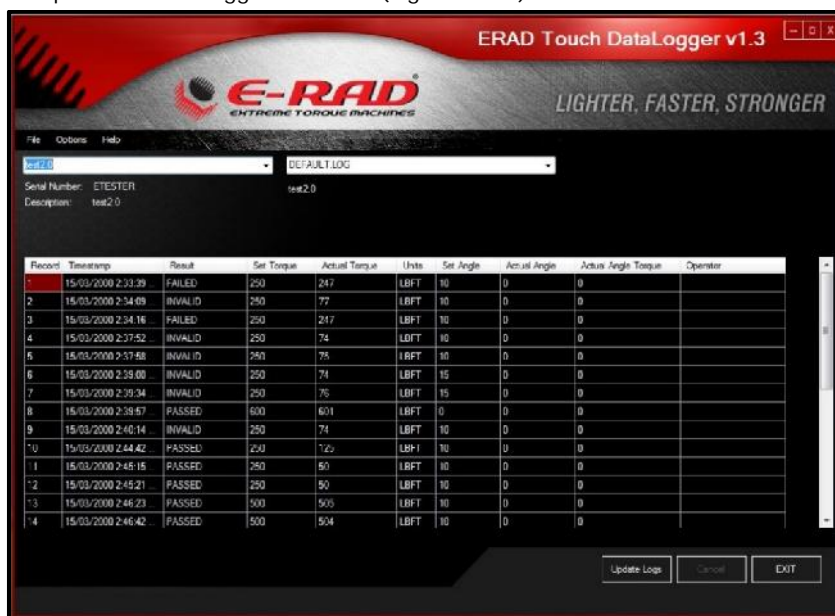 ERAD Touch DataLogger v1.3
E-RAD
EXTREME TORQUE MACHINES
LIGHTER, FASTER, STRONGER
File Options Help
test2.0 DEFAULT.LOG
Serial Number: ETESTER test2.0
Description: test2.0
Record Timestamp Result Set Torque Actual Torque Units Set Angle Actual Angle Actual Angle Torque Operator
1 15/03/2000 2:33:39 ... FAILED 250 247 LBFT 10 0 0
2 15/03/2000 2:34:09 ... INVALID 250 77 LBFT 10 0 0
3 15/03/2000 2:34:16 ... FAILED 250 247 LBFT 10 0 0
4 15/03/2000 2:37:52 ... INVALID 250 74 LBFT 10 0 0
5 15/03/2000 2:37:58 ... INVALID 250 75 LBFT 10 0 0
6 15/03/2000 2:39:00 ... INVALID 250 74 LBFT 15 0 0
7 15/03/2000 2:39:34 ... INVALID 250 76 LBFT 15 0 0
8 15/03/2000 2:39:57 ... PASSED 600 601 LBFT 0 0 0
9 15/03/2000 2:40:14 ... INVALID 250 74 LBFT 10 0 0
10 15/03/2000 2:44:42 ... PASSED 250 125 LBFT 10 0 0
11 15/03/2000 2:45:15 ... PASSED 250 50 LBFT 10 0 0
12 15/03/2000 2:45:21 ... PASSED 250 50 LBFT 10 0 0
13 15/03/2000 2:46:23 ... PASSED 500 505 LBFT 10 0 0
14 15/03/2000 2:46:42 ... PASSED 500 504 LBFT 10 0 0
Update Logs Cancel EXIT